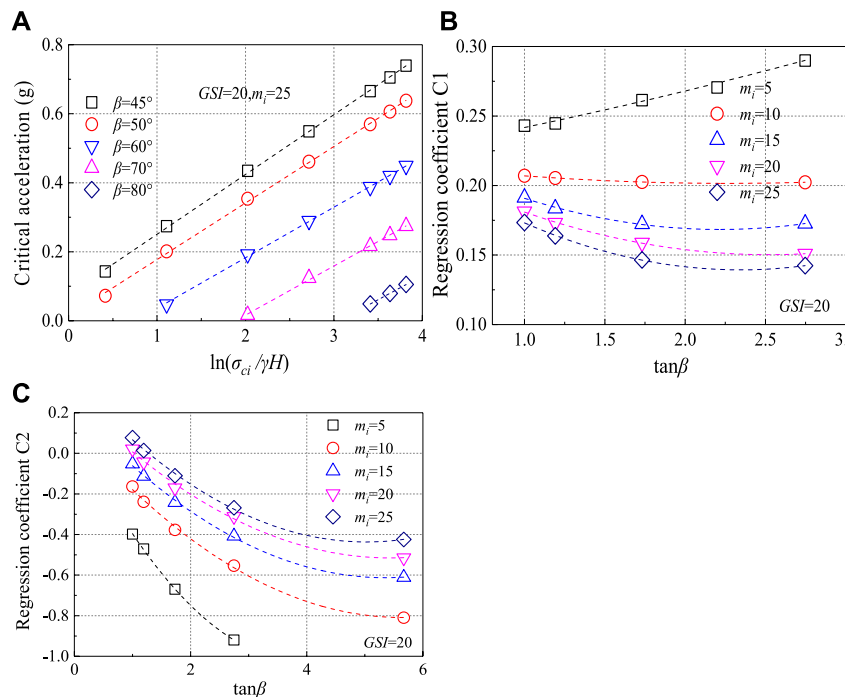 A
0.8
0.6
0.4
0.2
0.0
Critical acceleration (g)
GSI=20,mi=25
β=45°
β=50°
β=60°
β=70°
β=80°
0 1 2 3 4
ln(σci /γH)
B
0.30
0.25
0.20
0.15
0.10
Regression coefficient C1
mi=5
mi=10
mi=15
mi=20
mi=25
GSI=20
1.0 1.5 2.0 2.5 3.
tanβ
C
0.2
0.0
-0.2
-0.4
-0.6
-0.8
-1.0
Regression coefficient C2
mi=5
mi=10
mi=15
mi=20
mi=25
GSI=20
0 2 4 6
tanβ